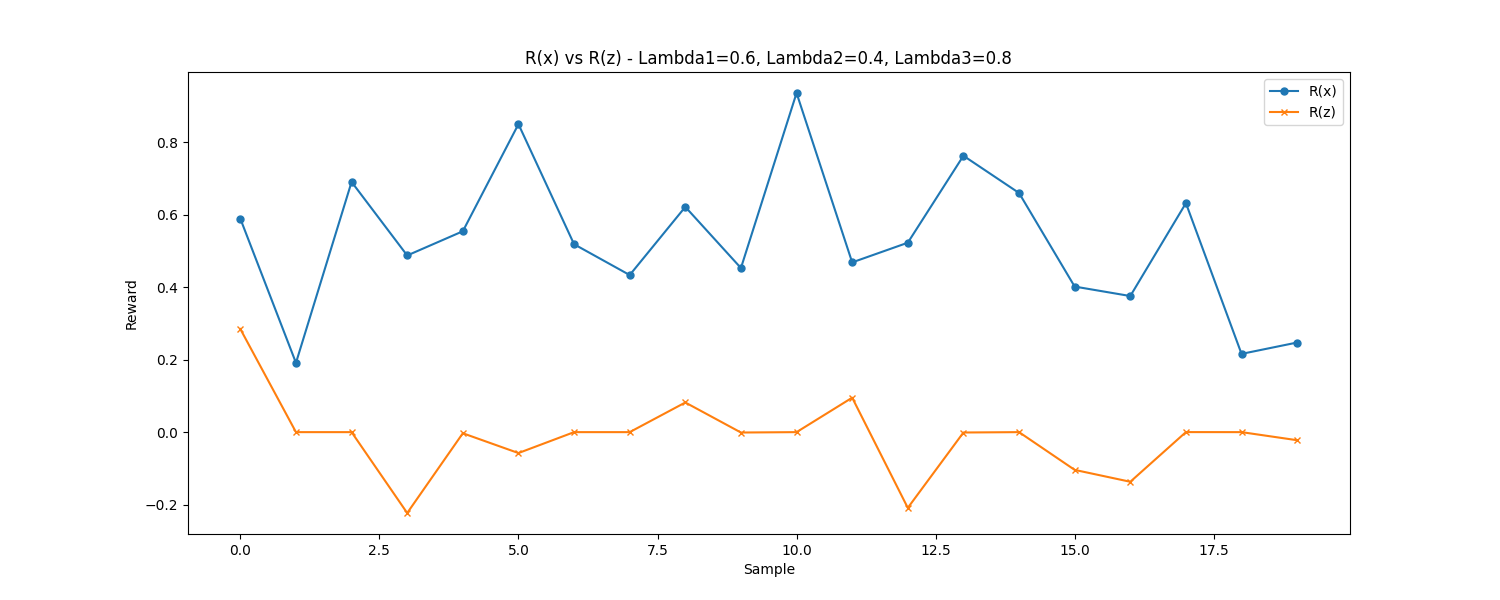 R(x) vs R(z) - Lambda1=0.6, Lambda2=0.4, Lambda3=0.8
R(x)
R(z)
Reward
0.8
0.6
0.4
0.2
0.0
−0.2
0.0 2.5 5.0 7.5 10.0 12.5 15.0 17.5
Sample